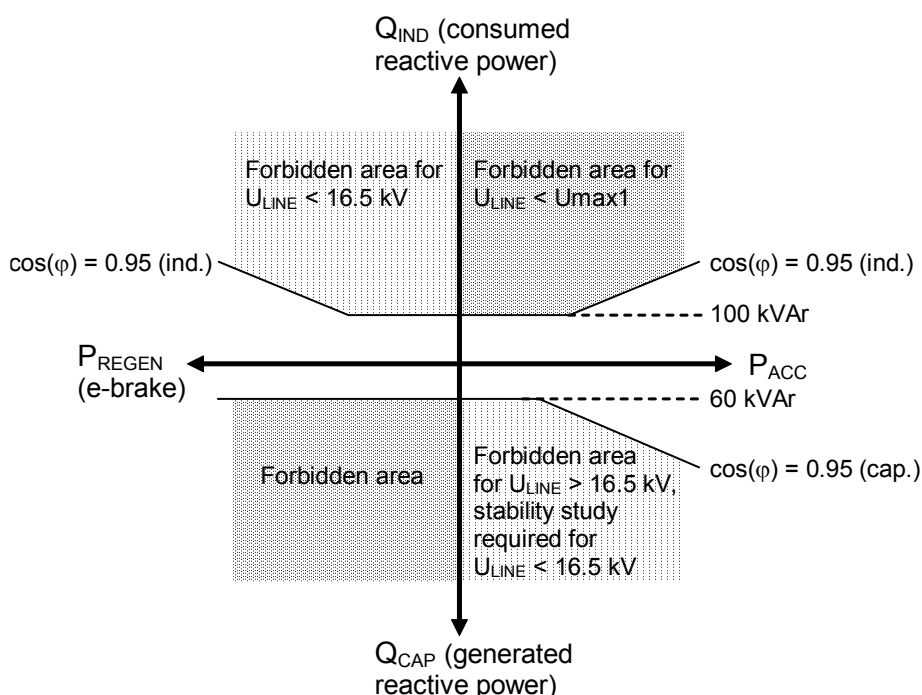 Q_IND (consumed
reactive power)
Forbidden area for
U_LINE < 16.5 kV
Forbidden area for
U_LINE < Umax1
cos(φ) = 0.95 (ind.)
cos(φ) = 0.95 (ind.)
100 kVAr
P_REGEN
(e-brake)
P_ACC
60 kVAr
Forbidden area
Forbidden area
for U_LINE > 16.5 kV,
stability study
required for
U_LINE < 16.5 kV
cos(φ) = 0.95 (cap.)
Q_CAP (generated
reactive power)